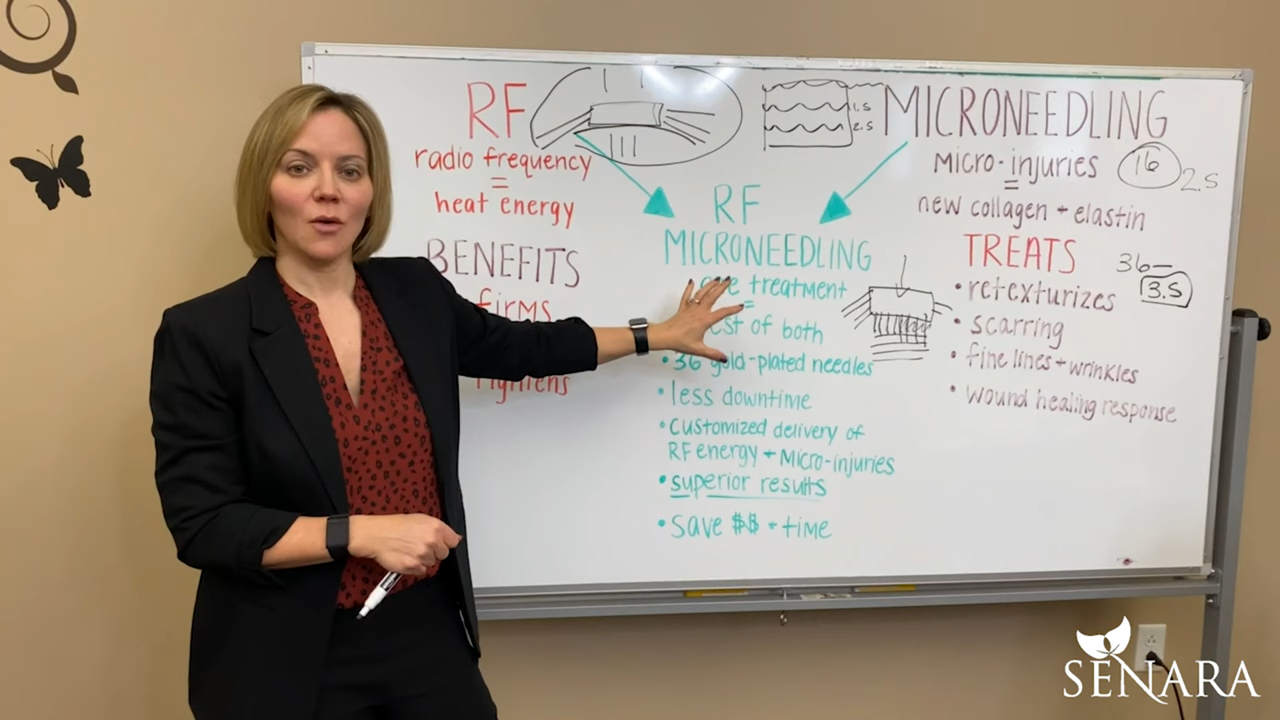 RF
radio frequency
=
heat energy
BENEFITS
firms
tightens
1.5
2.5
RF
MICRONEEDLING
treatment
=
of both
• 36 gold-plated needles
• less downtime
• customized delivery of
RF energy + Micro-injuries
• superior results
• save $$ + time
MICRONEEDLING
Micro-injuries
=
new collagen + elastin
16
2.5
TREATS
36
3.5
• retexturizes
• scarring
• fine lines + wrinkles
• wound healing response
SENARA